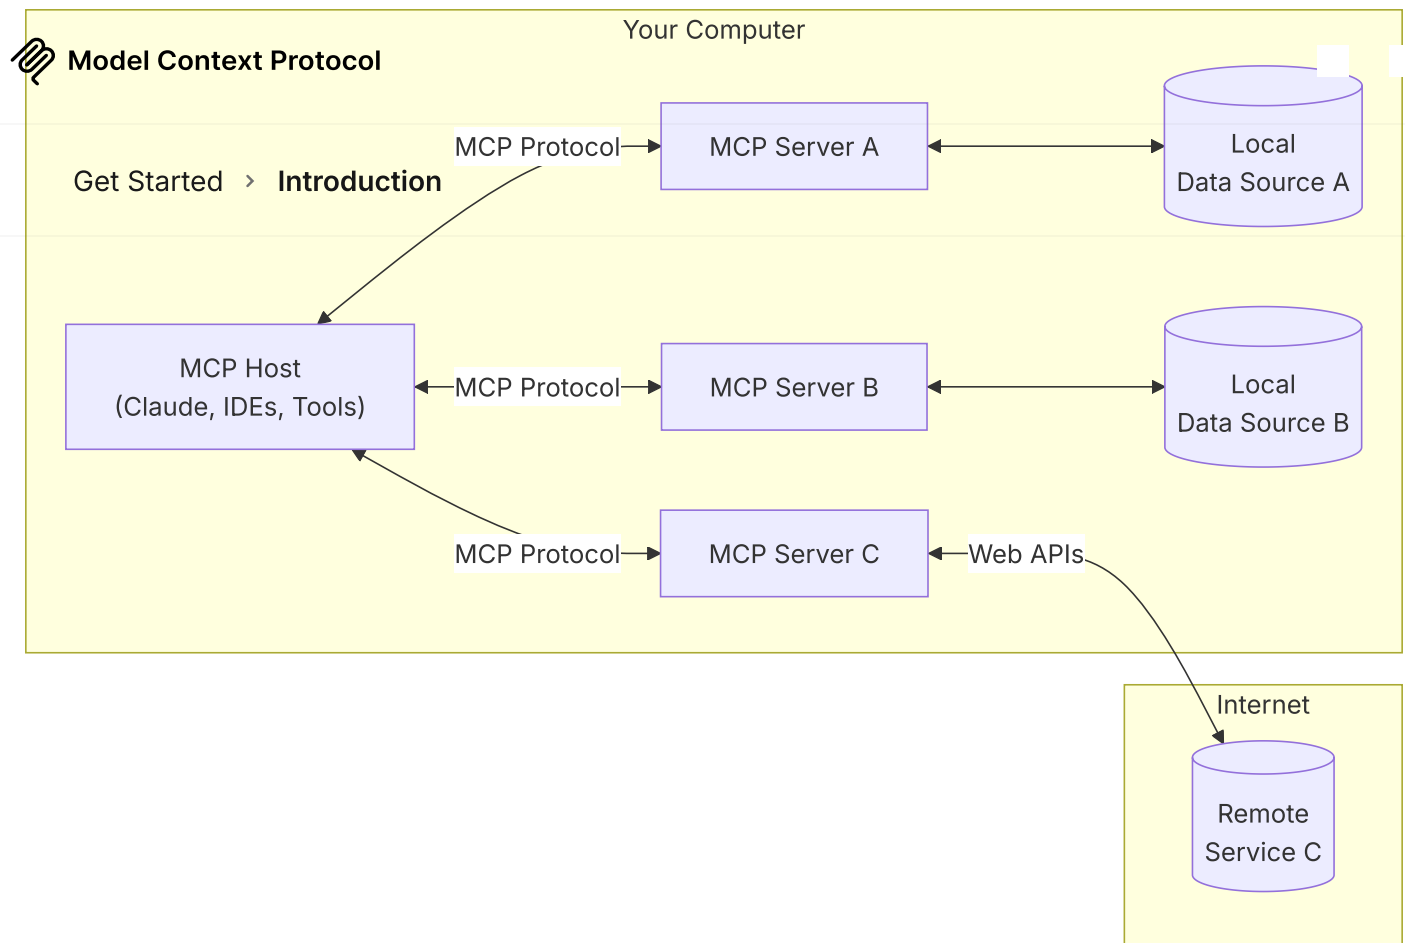 Your Computer
Model Context Protocol
MCP Protocol
MCP Server A
Local
Data Source A
Get Started
Introduction
MCP Host
(Claude, IDEs, Tools)
MCP Protocol
MCP Server B
Local
Data Source B
MCP Protocol
MCP Server C
Web APIs
Internet
Remote
Service C